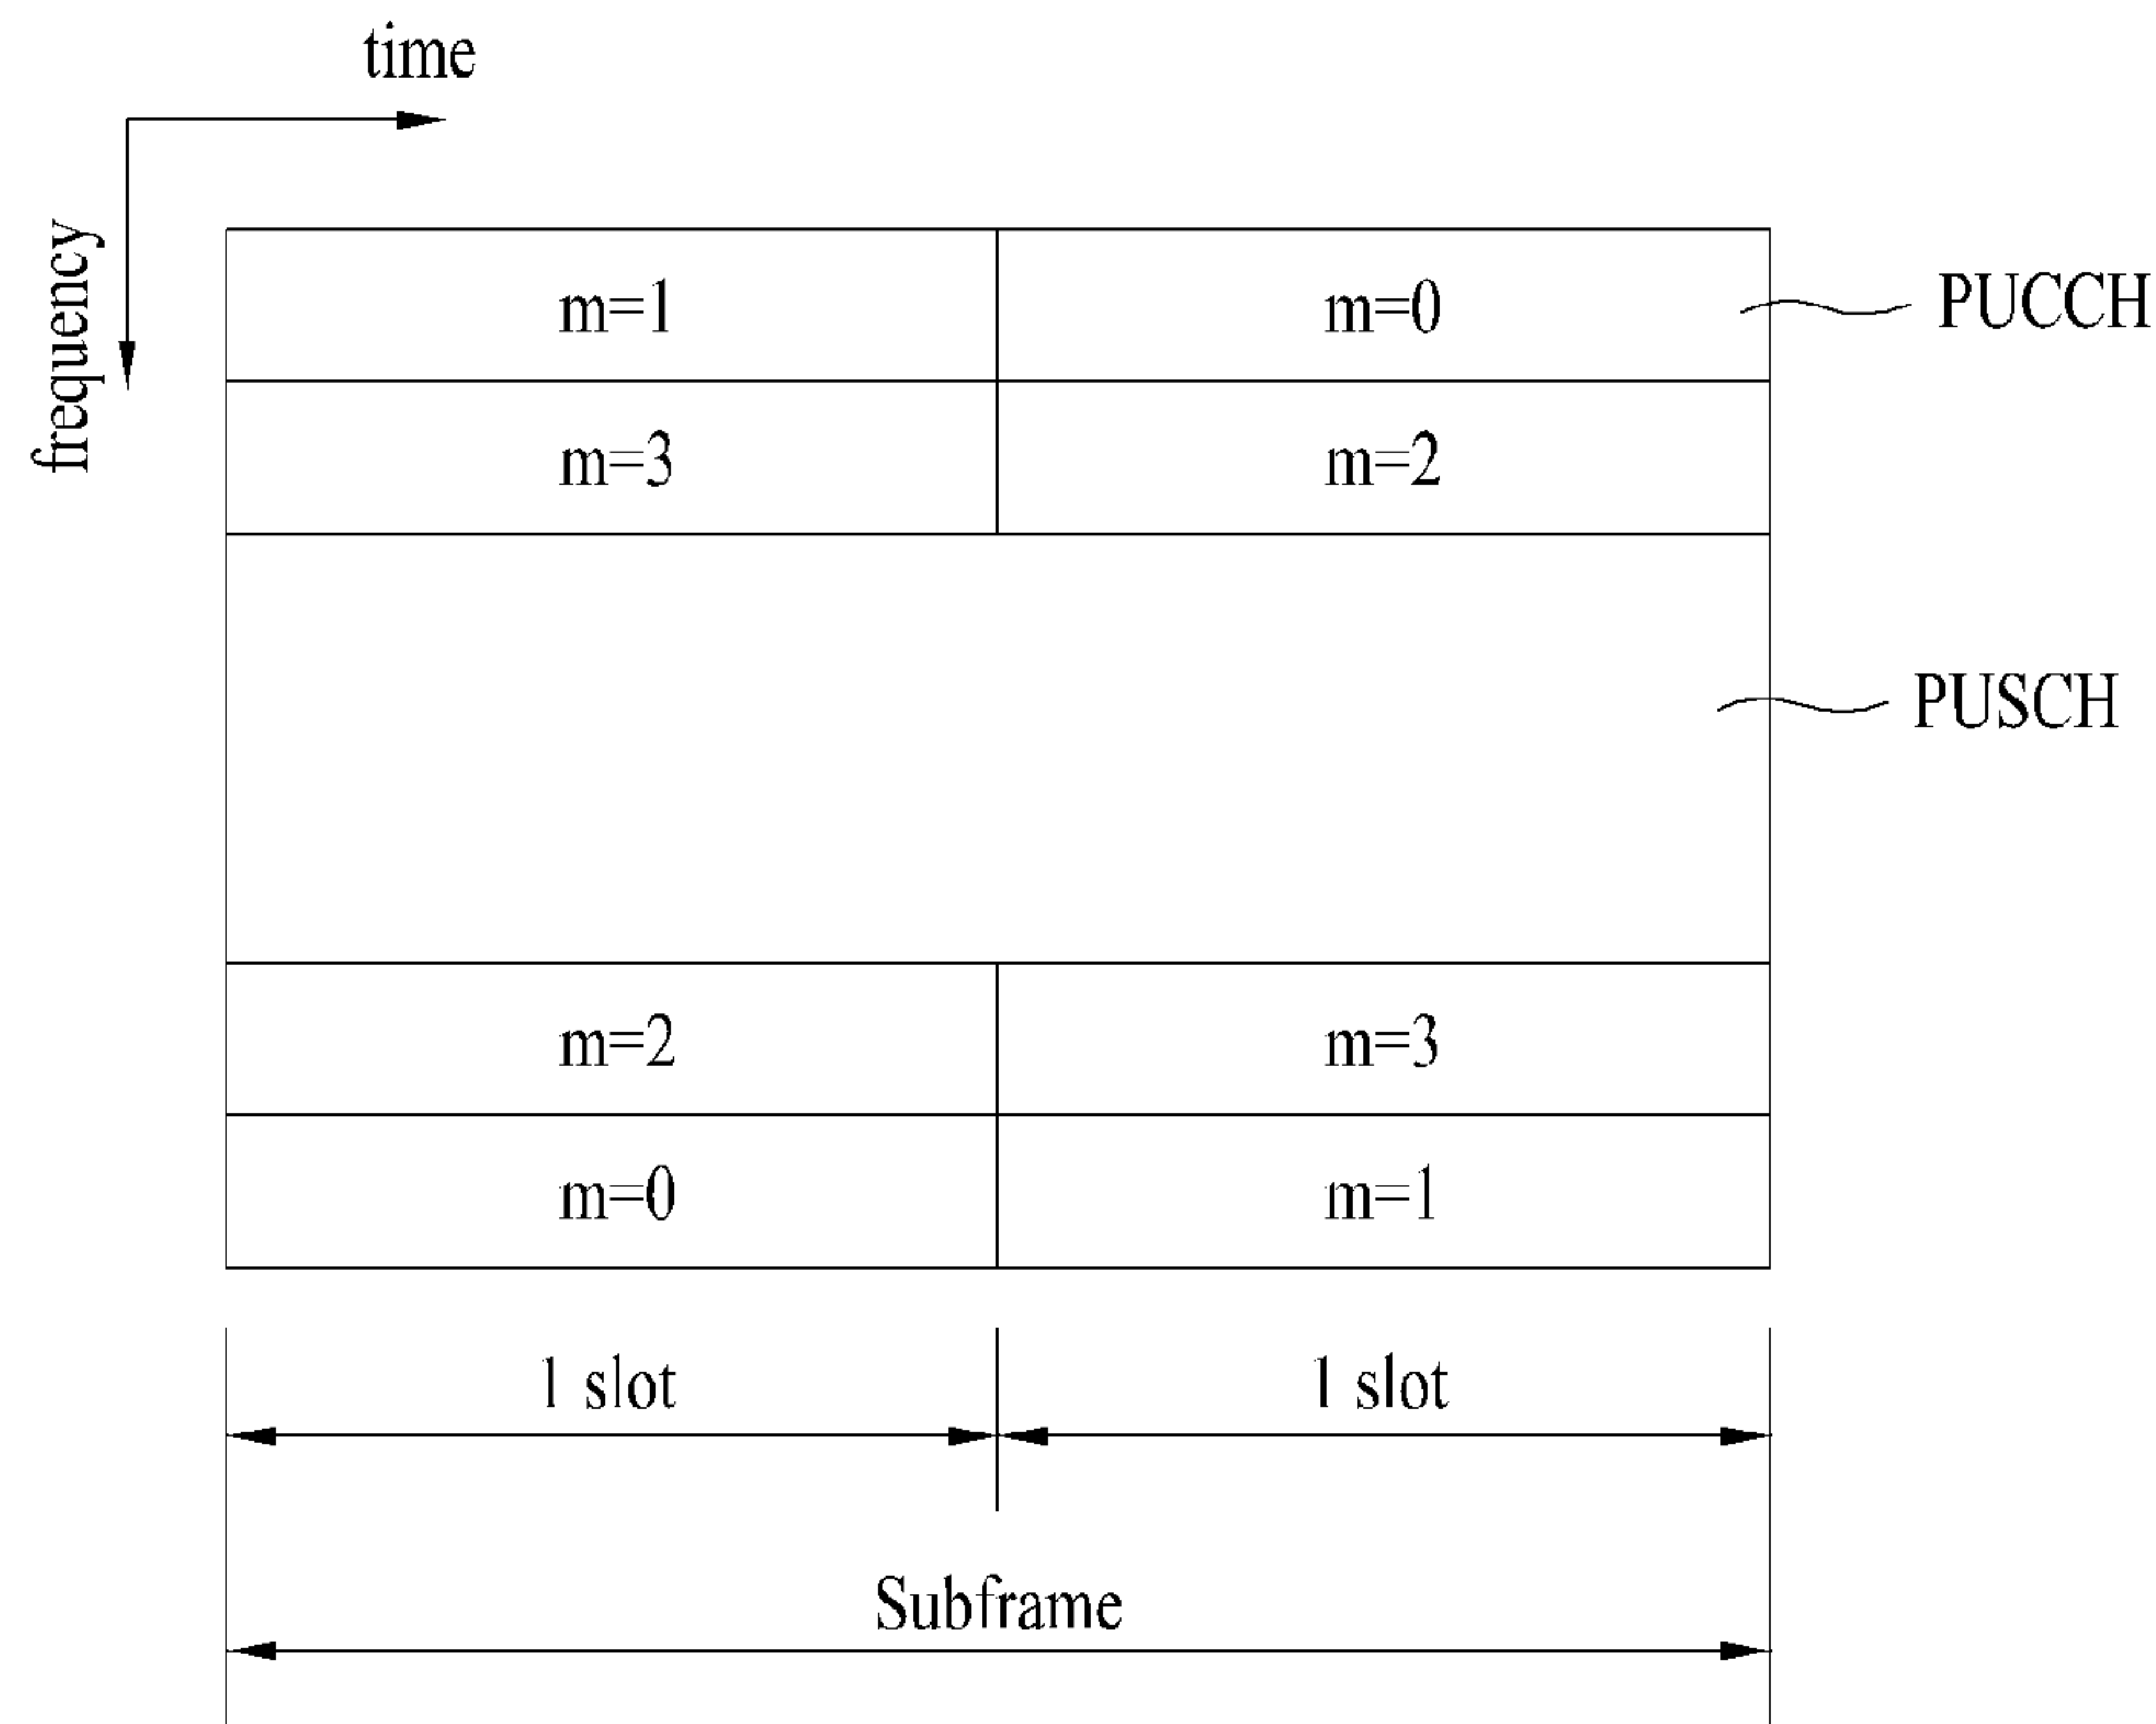 time
frequency
m=1
m=0
PUCCH
m=3
m=2
PUSCH
m=2
m=3
m=0
m=1
1 slot
1 slot
Subframe